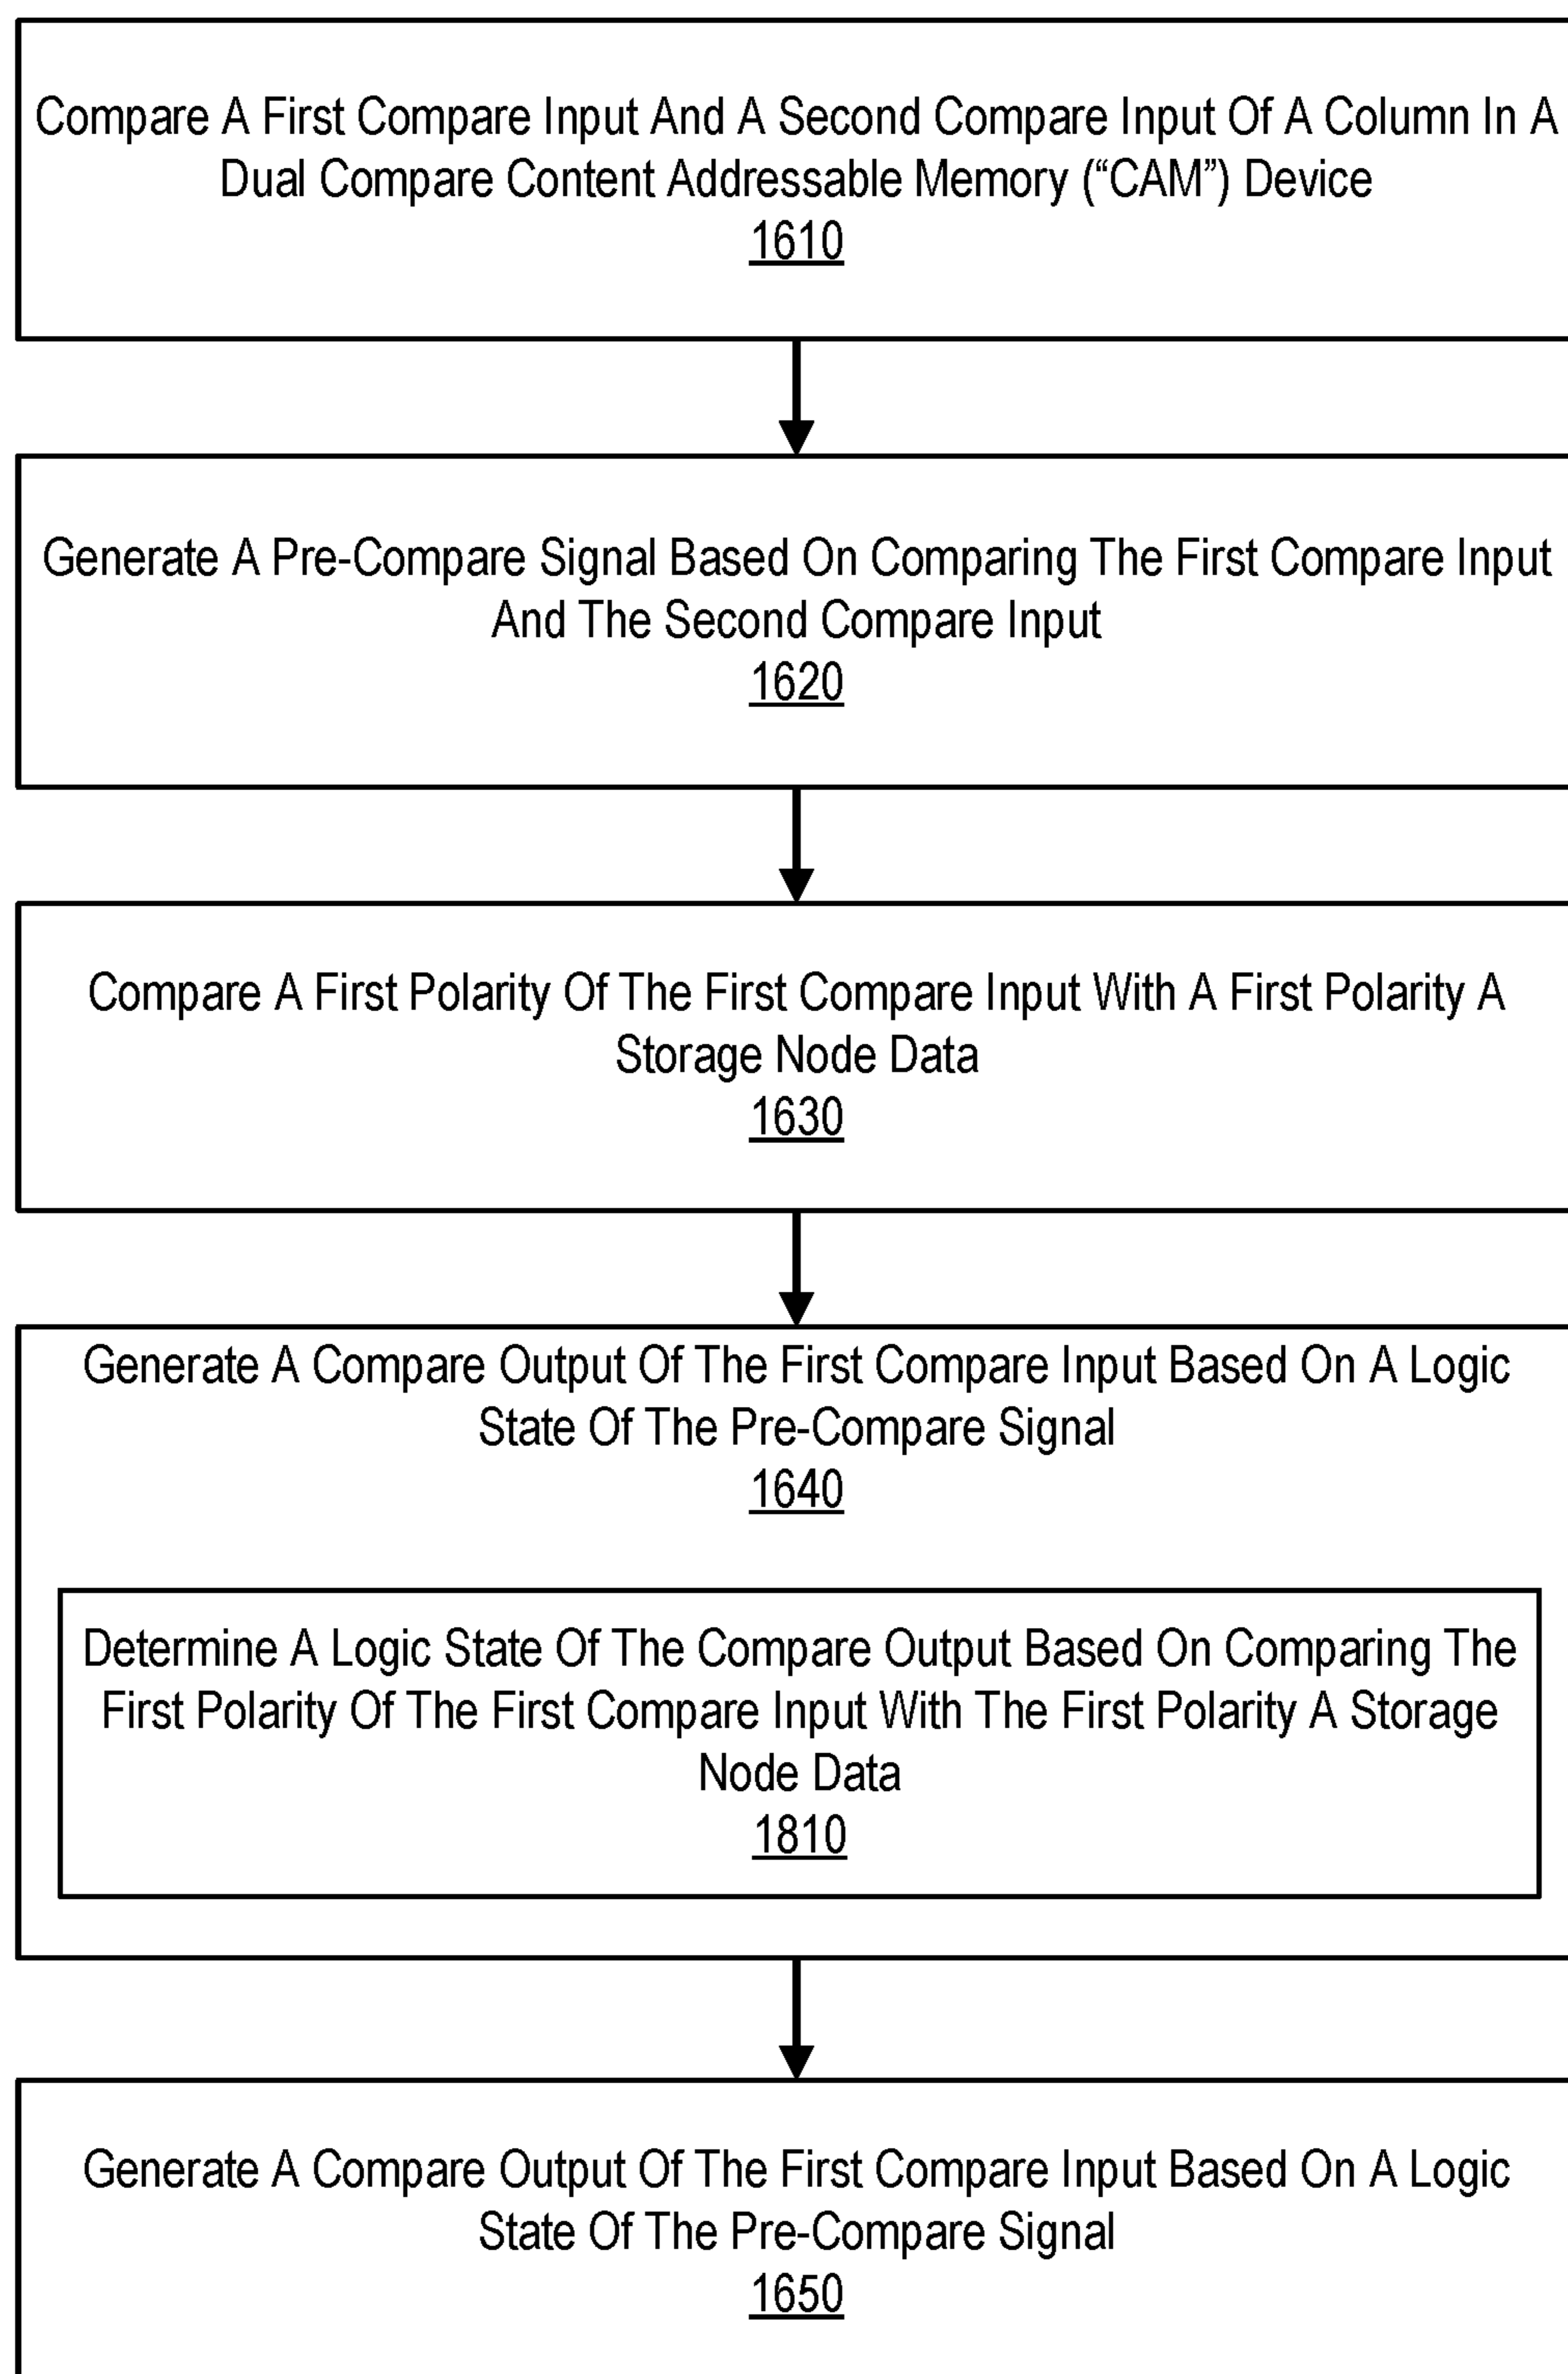 Compare A First Compare Input And A Second Compare Input Of A Column In A
Dual Compare Content Addressable Memory (“CAM”) Device
1610
Generate A Pre-Compare Signal Based On Comparing The First Compare Input
And The Second Compare Input
1620
Compare A First Polarity Of The First Compare Input With A First Polarity A
Storage Node Data
1630
Generate A Compare Output Of The First Compare Input Based On A Logic
State Of The Pre-Compare Signal
1640
Determine A Logic State Of The Compare Output Based On Comparing The
First Polarity Of The First Compare Input With The First Polarity A Storage
Node Data
1810
Generate A Compare Output Of The First Compare Input Based On A Logic
State Of The Pre-Compare Signal
1650